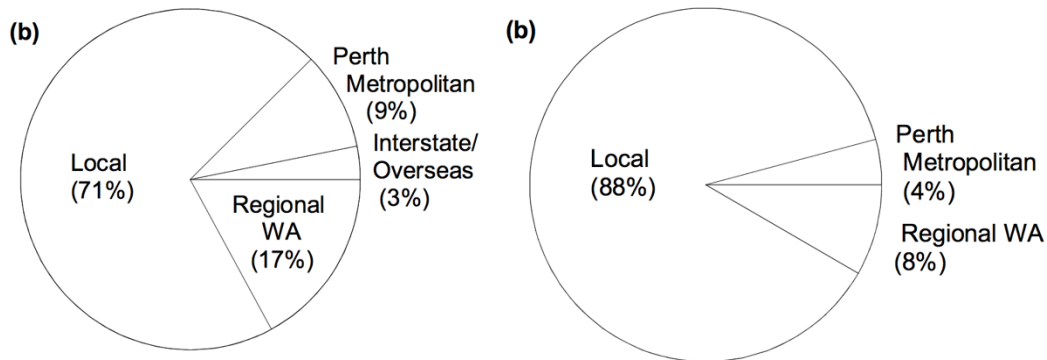 (b)
Perth
Metropolitan
(9%)
Interstate/
Overseas
(3%)
Local
(71%)
Regional
WA
(17%)
(b)
Local
(88%)
Perth
Metropolitan
(4%)
Regional WA
(8%)